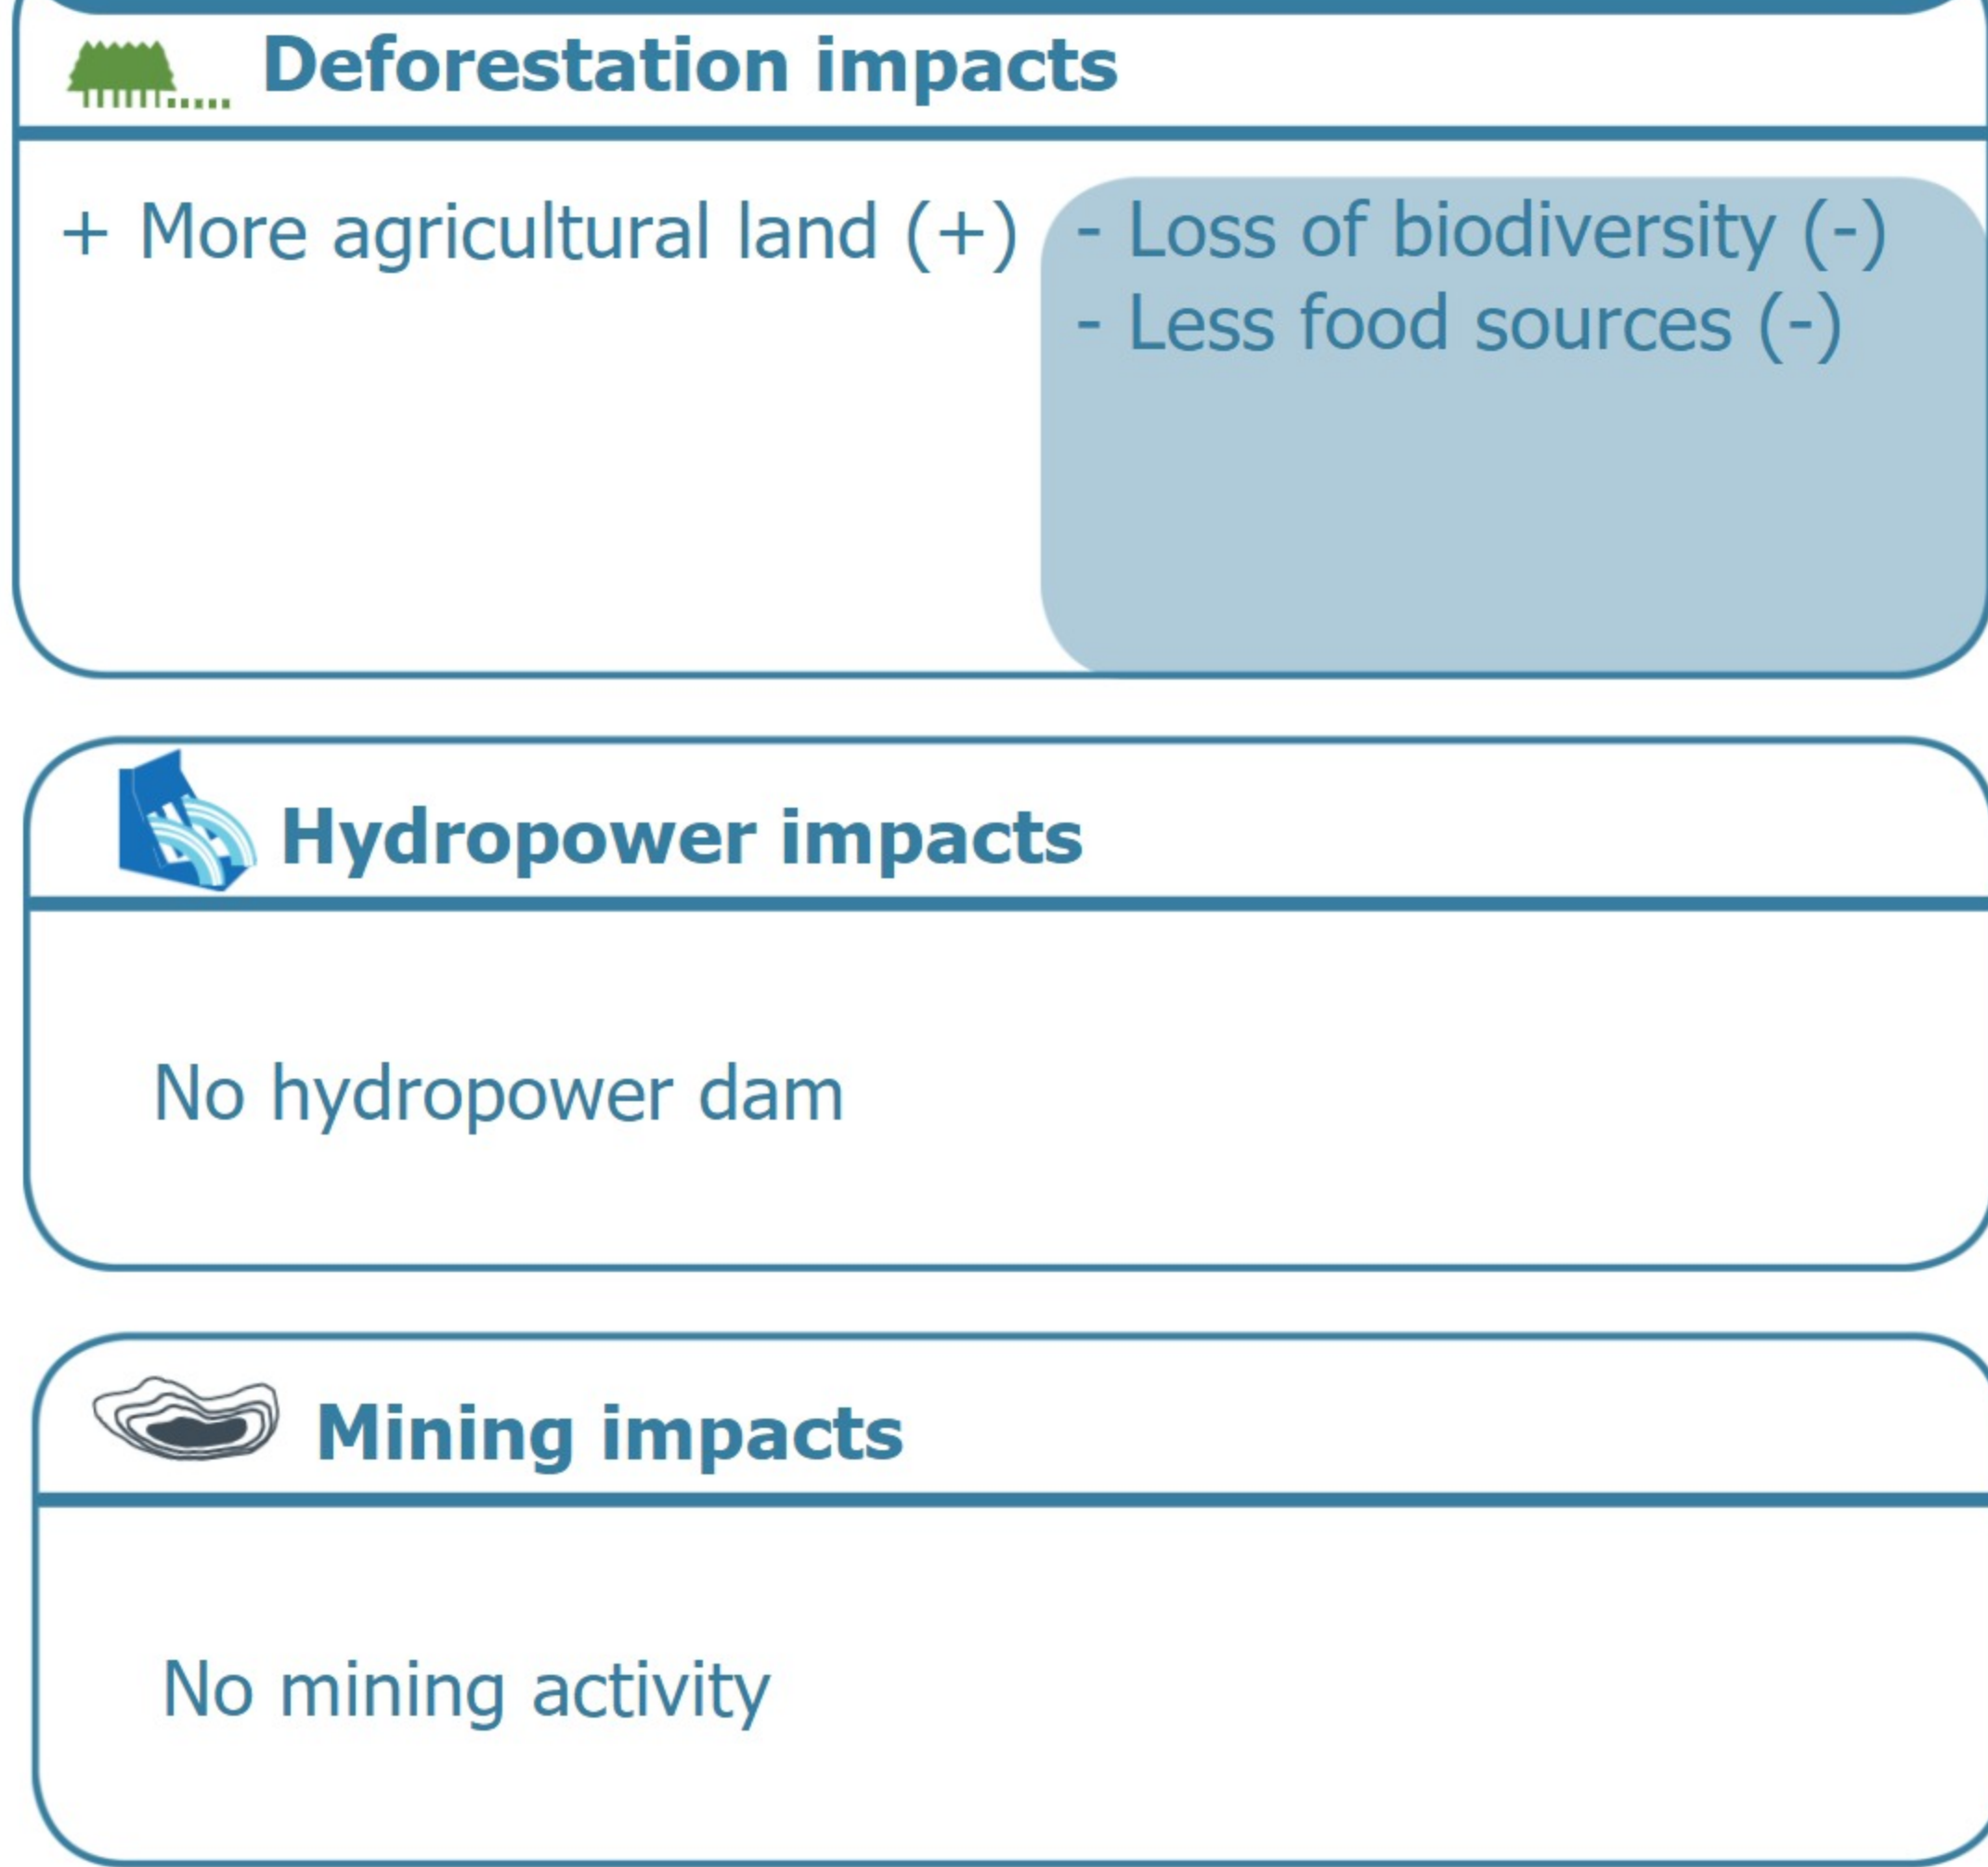 Deforestation impacts
+ More agricultural land (+)
- Loss of biodiversity (-)
- Less food sources (-)
Hydropower impacts
No hydropower dam
Mining impacts
No mining activity